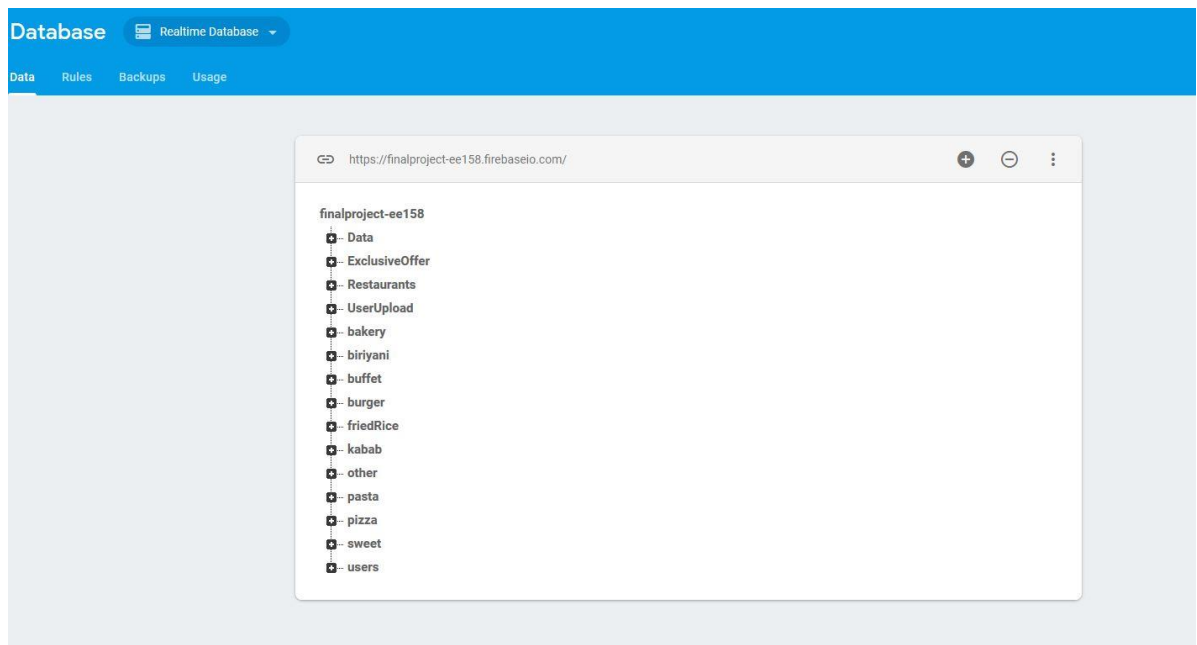 Database Realtime Database
Data Rules Backups Usage
https://finalproject-ee158.firebaseio.com/
finalproject-ee158
Data
ExclusiveOffer
Restaurants
UserUpload
bakery
biriyani
buffet
burger
friedRice
kabab
other
pasta
pizza
sweet
users